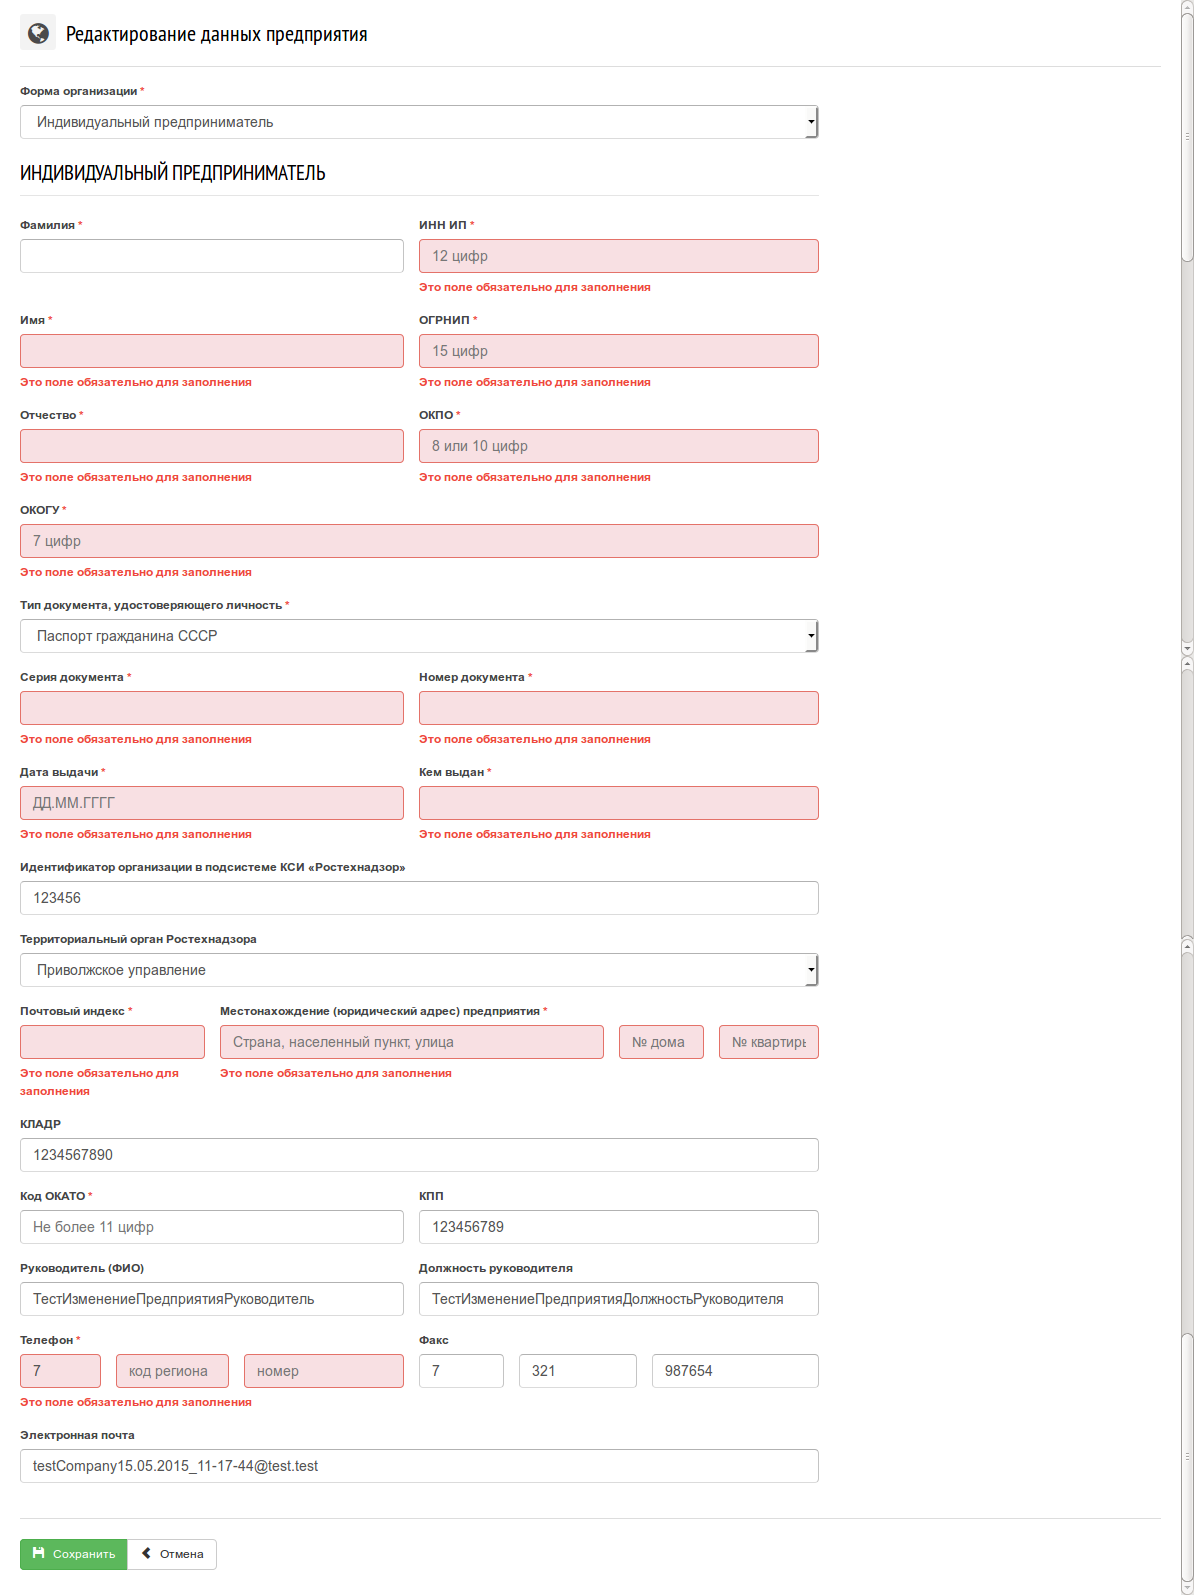 Редактирование данных предприятия
Форма организации *
Индивидуальный предприниматель
ИНДИВИДУАЛЬНЫЙ ПРЕДПРИНИМАТЕЛЬ
Фамилия * ИНН ИП *
12 цифр
Это поле обязательно для заполнения
Имя * ОГРНИП *
15 цифр
Это поле обязательно для заполнения Это поле обязательно для заполнения
Отчество * ОКПО *
8 или 10 цифр
Это поле обязательно для заполнения Это поле обязательно для заполнения
ОКОГУ *
7 цифр
Это поле обязательно для заполнения
Тип документа, удостоверяющего личность *
Паспорт гражданина СССР
Серия документа * Номер документа *
Это поле обязательно для заполнения Это поле обязательно для заполнения
Дата выдачи * Кем выдан *
ДД.ММ.ГГГГ
Это поле обязательно для заполнения Это поле обязательно для заполнения
Идентификатор организации в подсистеме КСИ «Ростехнадзор»
123456
Территориальный орган Ростехнадзора
Приволжское управление
Почтовый индекс * Местонахождение (юридический адрес) предприятия *
Страна, населенный пункт, улица № дома № квартиры
Это поле обязательно для Это поле обязательно для заполнения
заполнения
КЛАДР
1234567890
Код ОКАТО * КПП
Не более 11 цифр 123456789
Руководитель (ФИО) Должность руководителя
ТестИзменениеПредприятияРуководитель ТестИзменениеПредприятияДолжностьРуководителя
Телефон * Факс
7 код региона номер 7 321 987654
Это поле обязательно для заполнения
Электронная почта
testCompany15.05.2015_11-17-44@test.test
Сохранить Отмена